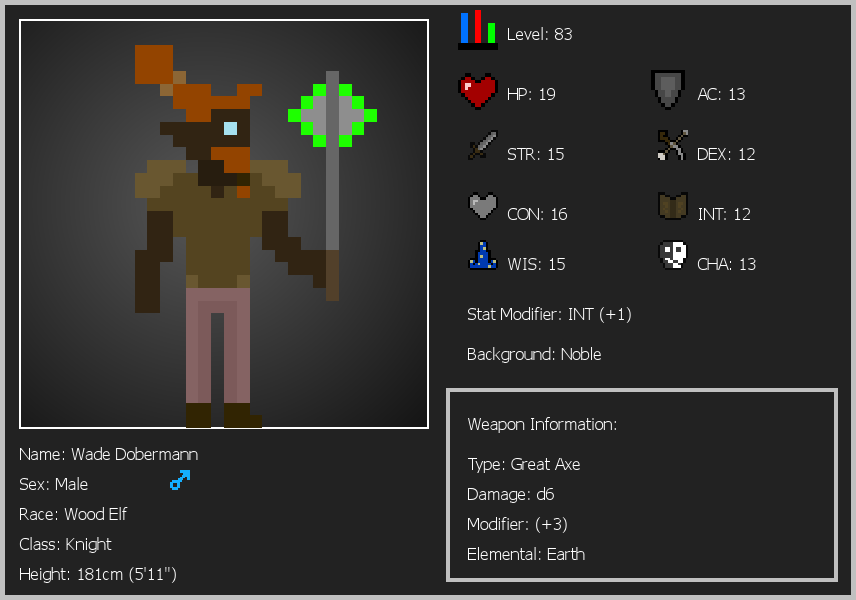 Level: 83
HP: 19
AC: 13
STR: 15
DEX: 12
CON: 16
INT: 12
WIS: 15
CHA: 13
Stat Modifier: INT (+1)
Background: Noble
Weapon Information:
Type: Great Axe
Damage: d6
Modifier: (+3)
Elemental: Earth
Name: Wade Dobermann
Sex: Male
Race: Wood Elf
Class: Knight
Height: 181cm (5'11")